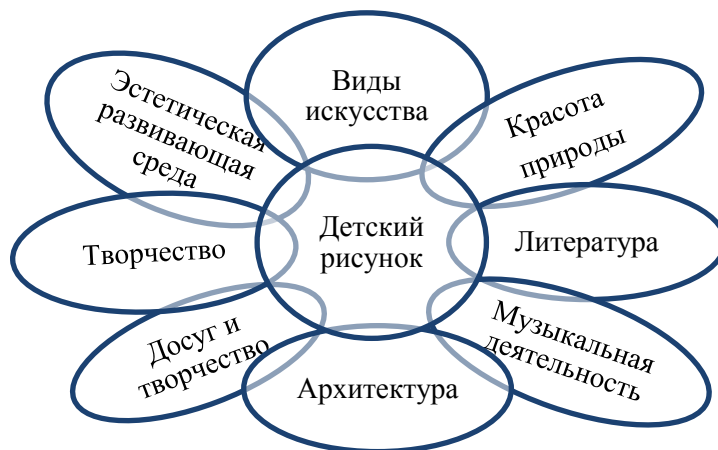 Эстетическая
развивающая
среда
Виды
искусства
Красота
природы
Творчество
Детский
рисунок
Литература
Досуг и
творчество
Архитектура
Музыкальная
деятельность